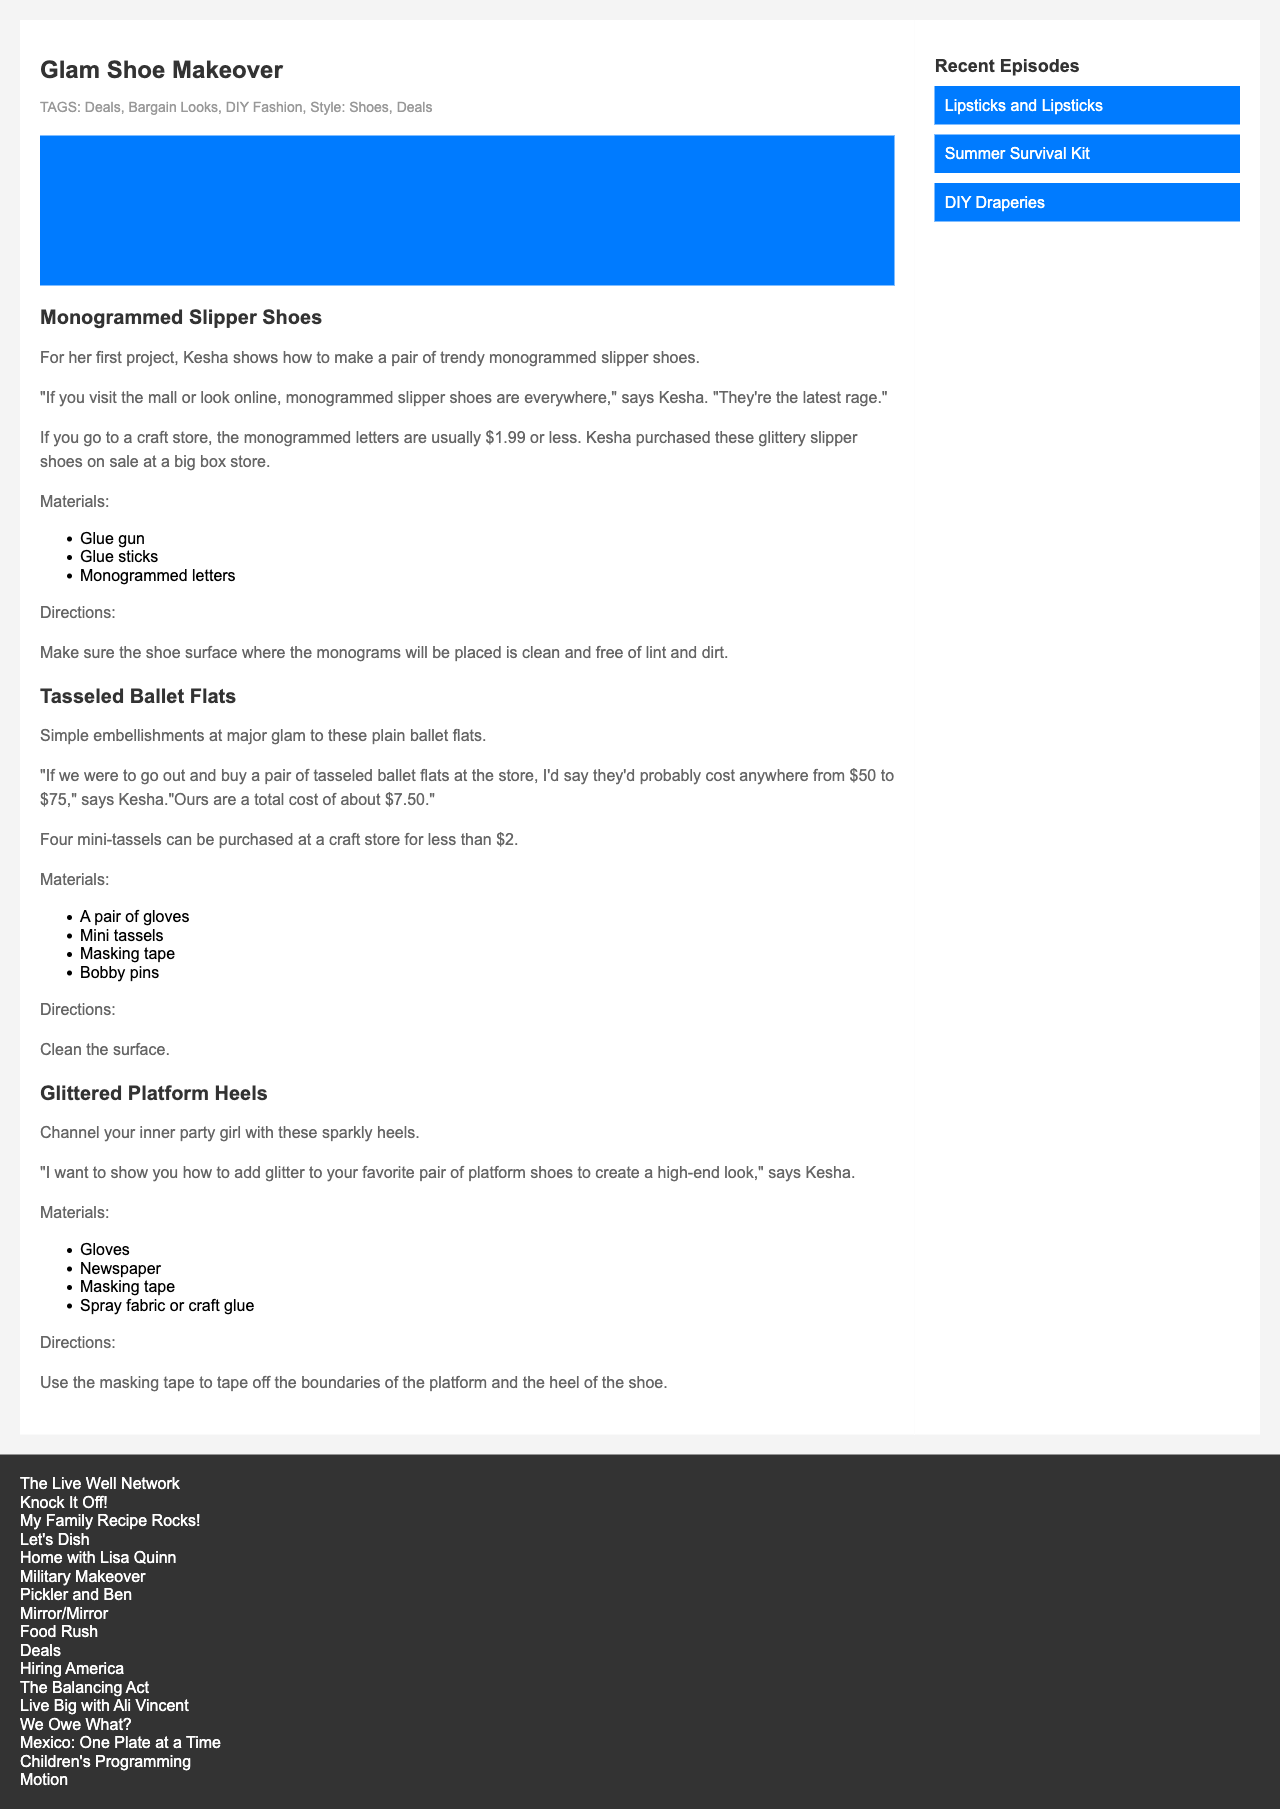 Glam Shoe Makeover
TAGS: Deals, Bargain Looks, DIY Fashion, Style: Shoes, Deals
Monogrammed Slipper Shoes
For her first project, Kesha shows how to make a pair of trendy monogrammed slipper shoes.
"If you visit the mall or look online, monogrammed slipper shoes are everywhere," says Kesha. "They're the latest rage."
If you go to a craft store, the monogrammed letters are usually $1.99 or less. Kesha purchased these glittery slipper
shoes on sale at a big box store.
Materials:
• Glue gun
• Glue sticks
• Monogrammed letters
Directions:
Make sure the shoe surface where the monograms will be placed is clean and free of lint and dirt.
Tasseled Ballet Flats
Simple embellishments at major glam to these plain ballet flats.
"If we were to go out and buy a pair of tasseled ballet flats at the store, I'd say they'd probably cost anywhere from $50 to
$75," says Kesha."Ours are a total cost of about $7.50."
Four mini-tassels can be purchased at a craft store for less than $2.
Materials:
• A pair of gloves
• Mini tassels
• Masking tape
• Bobby pins
Directions:
Clean the surface.
Glittered Platform Heels
Channel your inner party girl with these sparkly heels.
"I want to show you how to add glitter to your favorite pair of platform shoes to create a high-end look," says Kesha.
Materials:
• Gloves
• Newspaper
• Masking tape
• Spray fabric or craft glue
Directions:
Use the masking tape to tape off the boundaries of the platform and the heel of the shoe.
Recent Episodes
Lipsticks and Lipsticks
Summer Survival Kit
DIY Draperies
The Live Well Network
Knock It Off!
My Family Recipe Rocks!
Let's Dish
Home with Lisa Quinn
Military Makeover
Pickler and Ben
Mirror/Mirror
Food Rush
Deals
Hiring America
The Balancing Act
Live Big with Ali Vincent
We Owe What?
Mexico: One Plate at a Time
Children's Programming
Motion